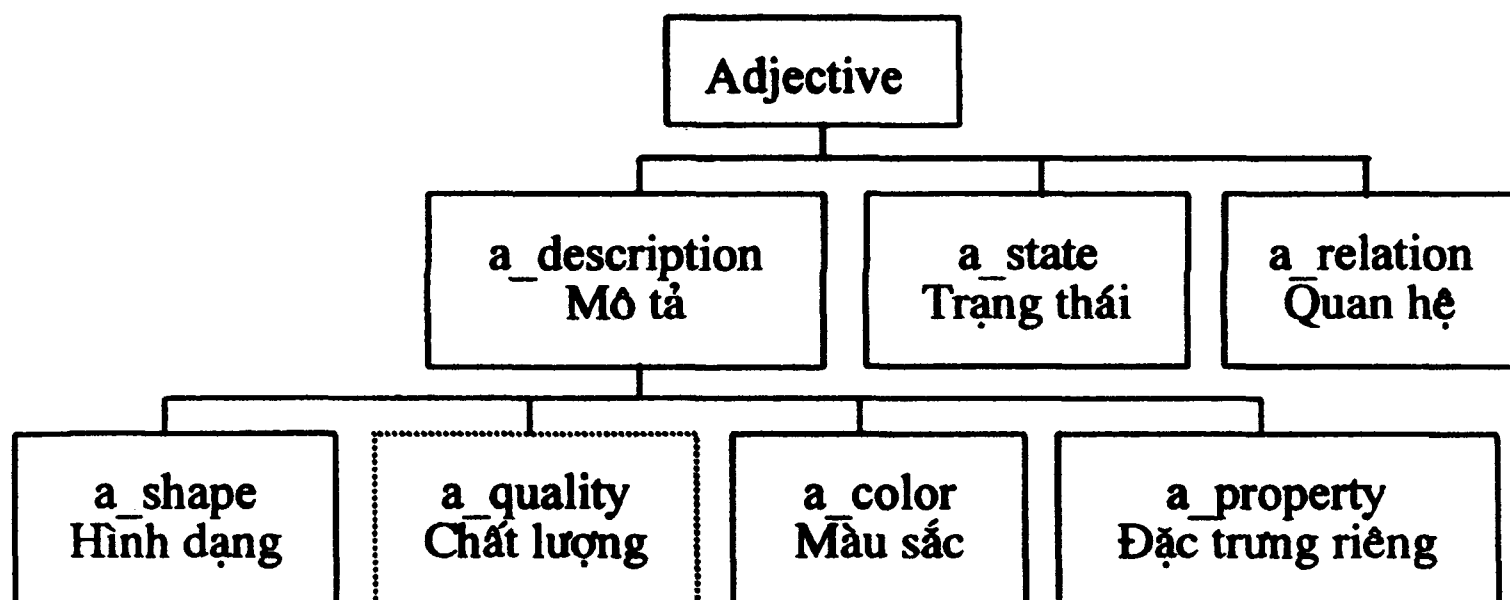 Adjective
a_description
Mô tả
a_state
Trạng thái
a_relation
Quan hệ
a_shape
Hình dạng
a_quality
Chất lượng
a_color
Màu sắc
a_property
Đặc trưng riêng